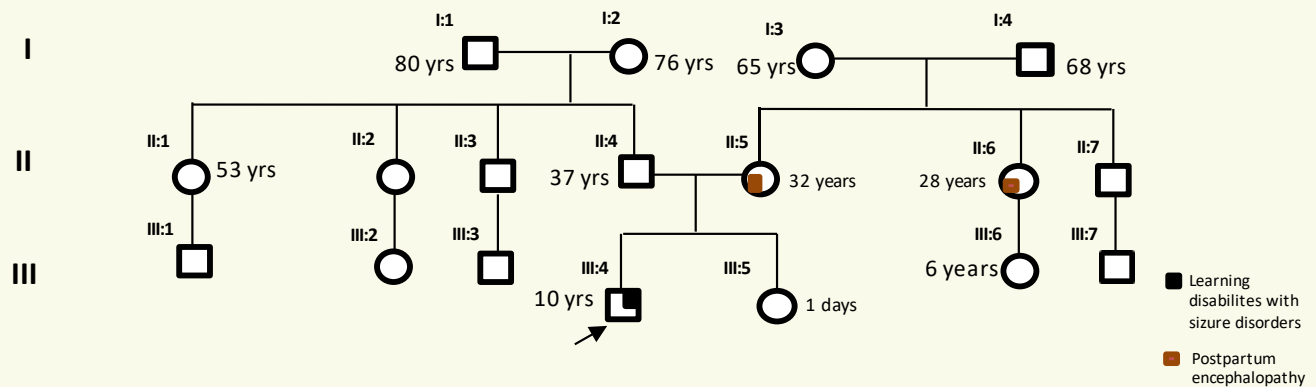 I
I:1
I:2
I:3
I:4
80 yrs
76 yrs
65 yrs
68 yrs
II
II:1
II:2
II:3
II:4
II:5
II:6
II:7
53 yrs
37 yrs
32 years
28 years
III
III:1
III:2
III:3
III:4
III:5
III:6
III:7
10 yrs
1 days
6 years
Learning
disabilites with
sizure disorders
Postpartum
encephalopathy